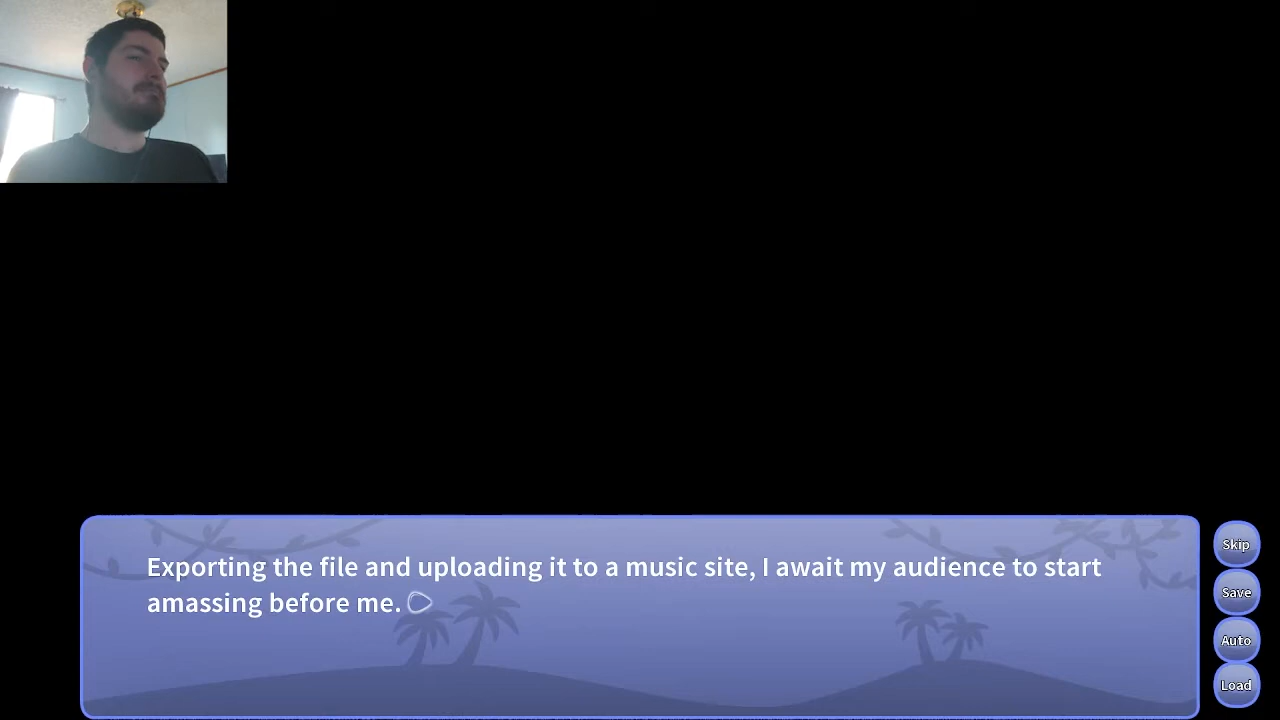 Exporting the file and uploading it to a music site, I await my audience to start
amassing before me.
Skip
Save
Auto
Load